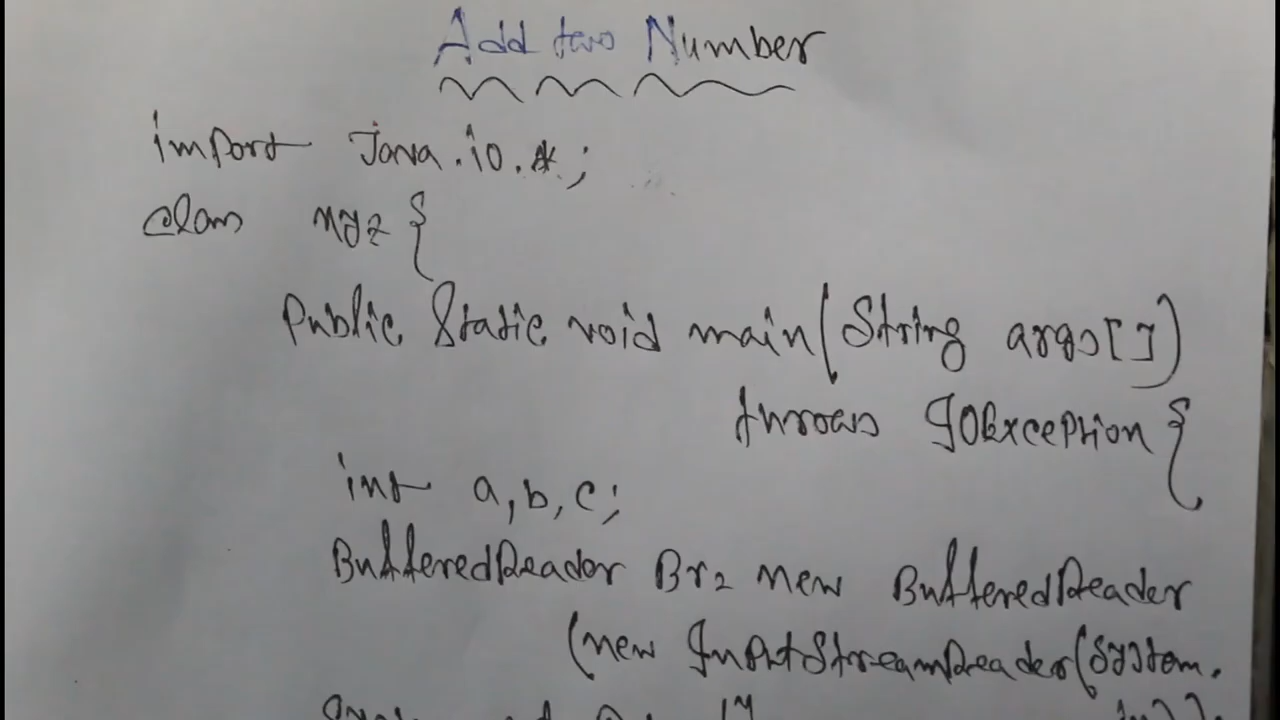 Add two Number
import Java.io.*;
class xyz {
Public Static void main(String args[])
throws IOException {
int a,b,c;
BufferedReader Br= new BufferedReader
(new InputStreamReader(System.
in));